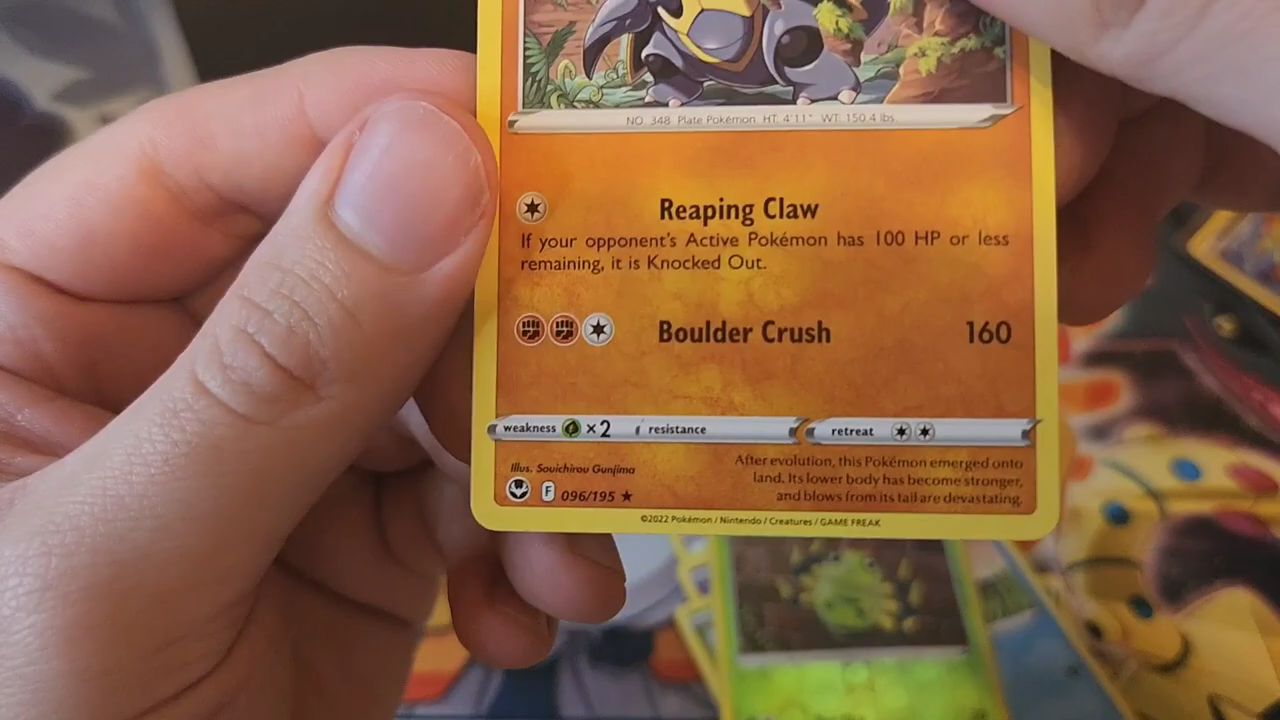 NO. 348 Plate Pokémon HT: 4'11" WT: 150.4 lbs.
Reaping Claw
If your opponent's Active Pokémon has 100 HP or less
remaining, it is Knocked Out.
Boulder Crush 160
weakness ×2 resistance retreat
Illus. Souichirou Gunjima
F 096/195 ★
After evolution, this Pokémon emerged onto
land. Its lower body has become stronger,
and blows from its tail are devastating.
©2022 Pokémon / Nintendo / Creatures / GAME FREAK